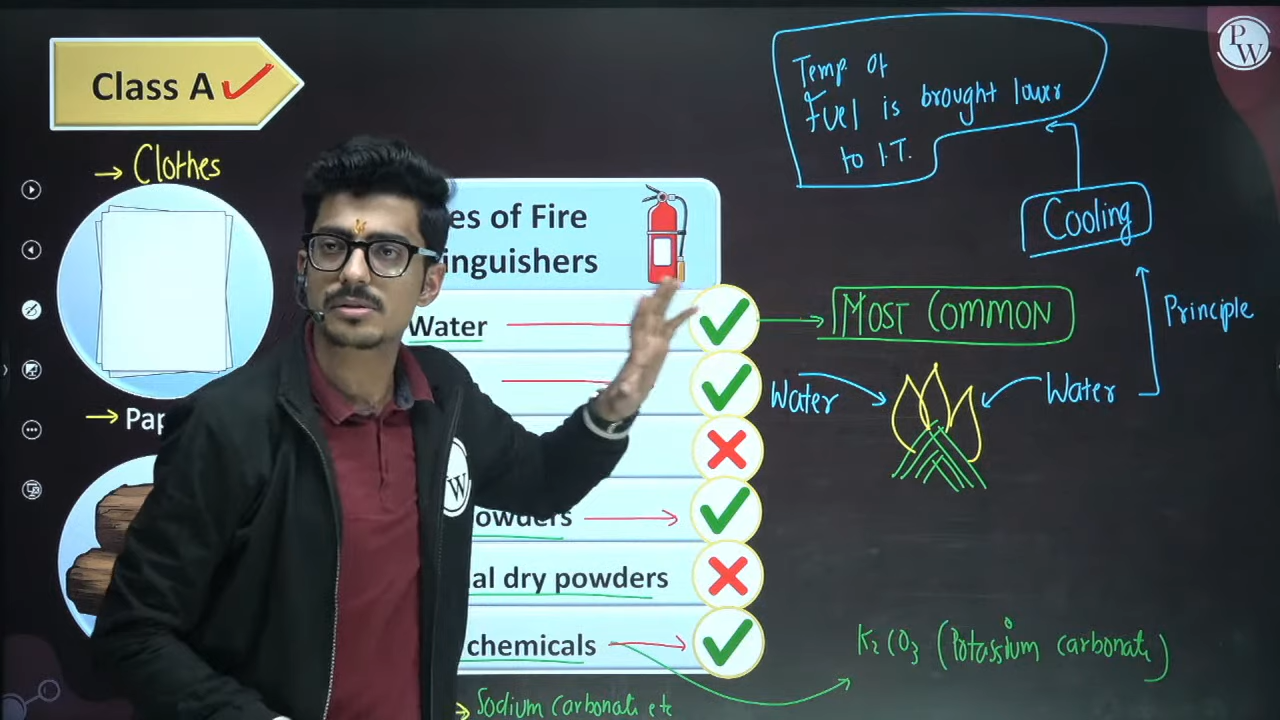 Class A
→ Clothes
→ Pap
es of Fire
inguishers
Water
owders
al dry powders
chemicals
Sodium carbonate etc
Temp. of
Fuel is brought lower
to I.T.
Cooling
Principle
MOST COMMON
Water
Water
K₂CO₃ (Potassium carbonate)
PW
W